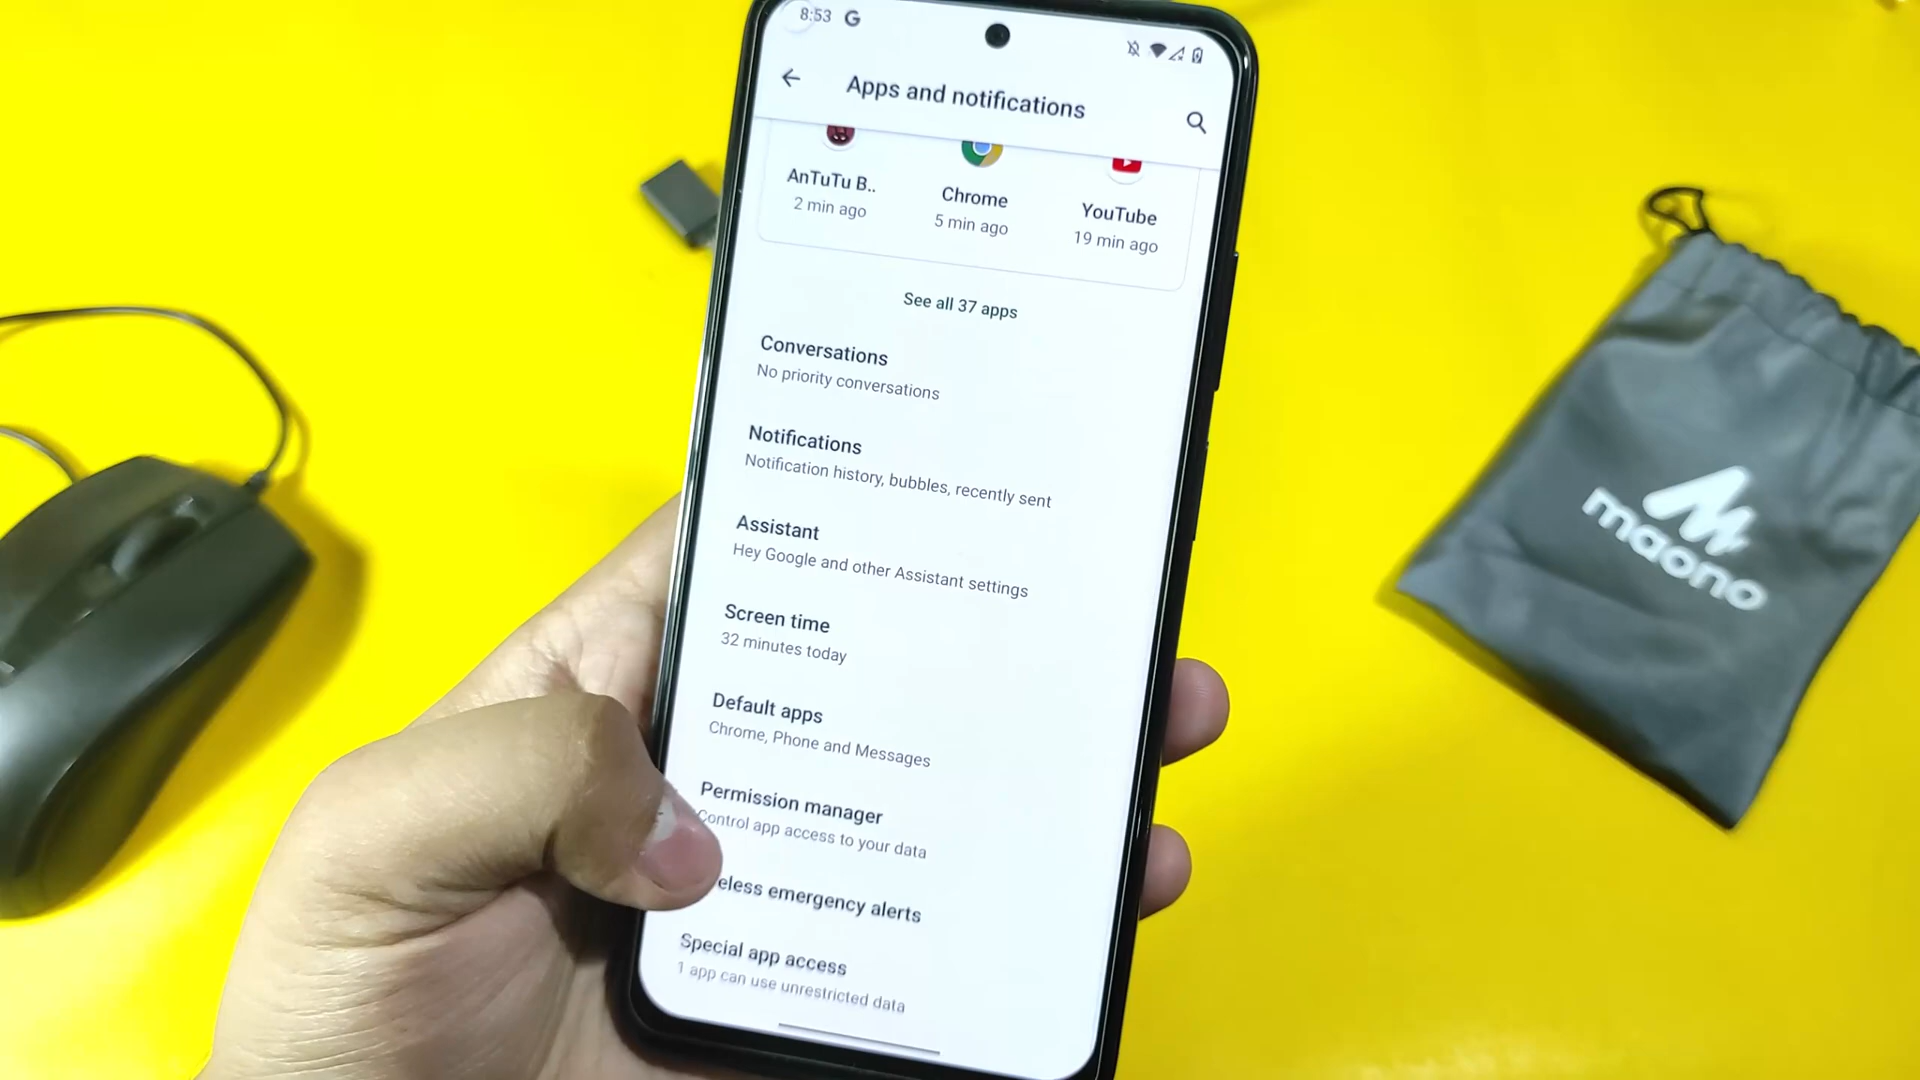 8:53 G
Apps and notifications
AnTuTu B.. Chrome YouTube
2 min ago 5 min ago 19 min ago
See all 37 apps
Conversations
No priority conversations
Notifications
Notification history, bubbles, recently sent
Assistant
Hey Google and other Assistant settings
Screen time
32 minutes today
Default apps
Chrome, Phone and Messages
Permission manager
Control app access to your data
eless emergency alerts
Special app access
1 app can use unrestricted data
maono